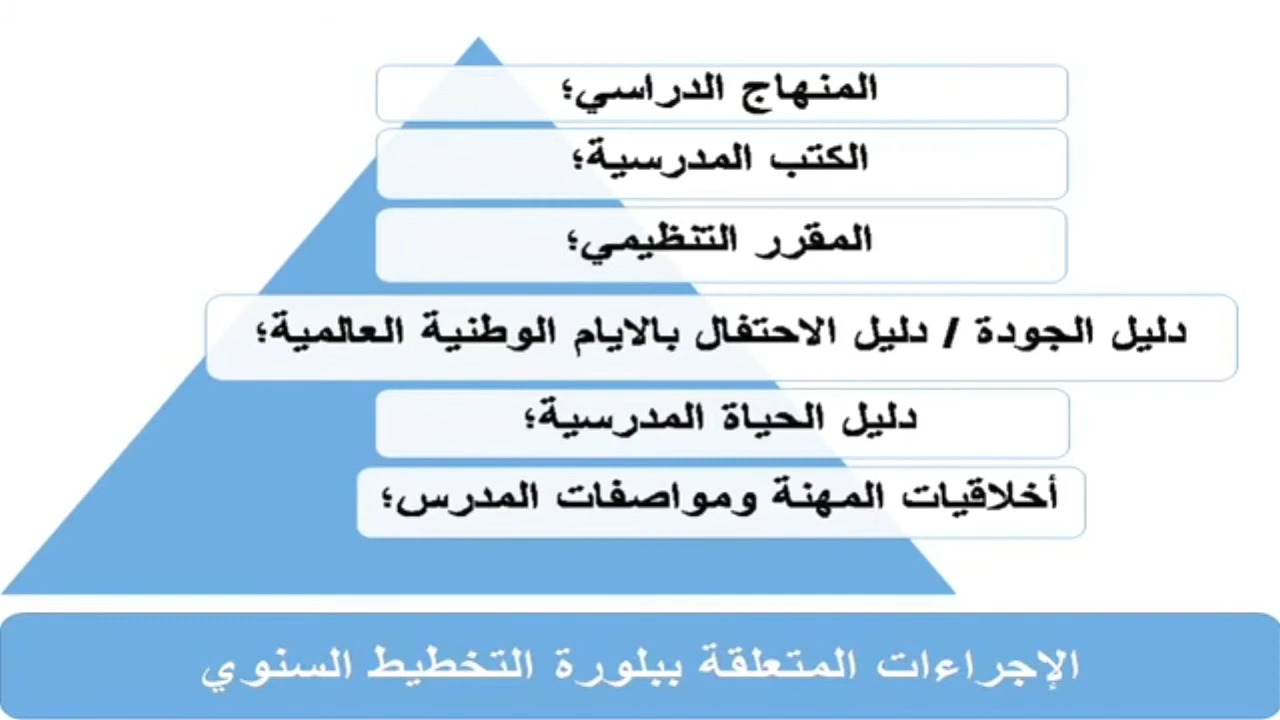 المنهاج الدراسي؛
الكتب المدرسية؛
المقرر التنظيمي؛
دليل الجودة / دليل الاحتفال بالايام الوطنية العالمية؛
دليل الحياة المدرسية؛
أخلاقيات المهنة ومواصفات المدرس؛
الإجراءات المتعلقة ببلورة التخطيط السنوي